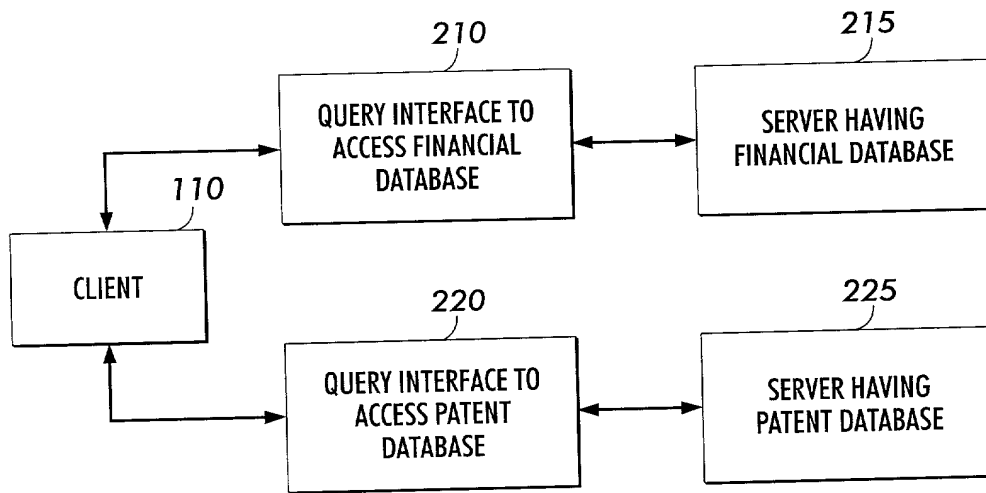 210
QUERY INTERFACE TO
ACCESS FINANCIAL
DATABASE
215
SERVER HAVING
FINANCIAL DATABASE
110
CLIENT
220
QUERY INTERFACE TO
ACCESS PATENT
DATABASE
225
SERVER HAVING
PATENT DATABASE